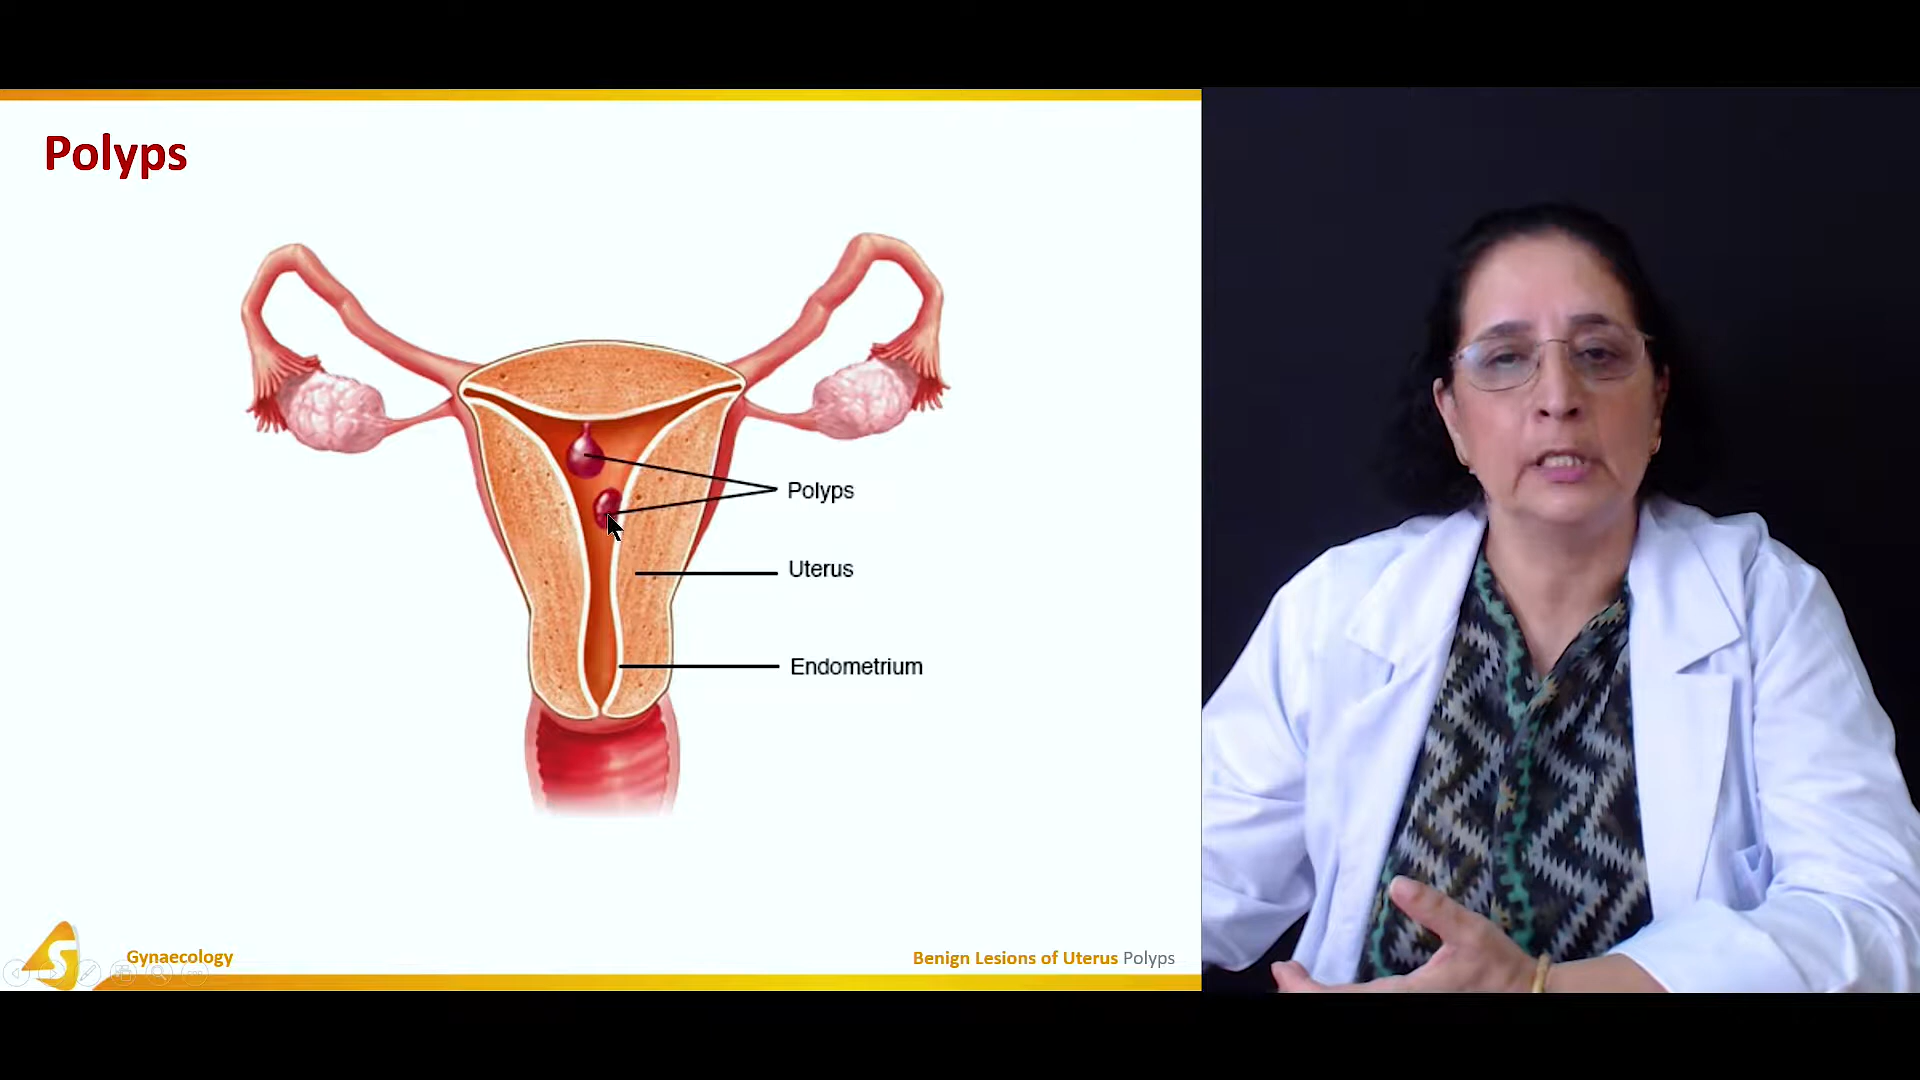 Polyps
Polyps
Uterus
Endometrium
Gynaecology
Benign Lesions of Uterus Polyps